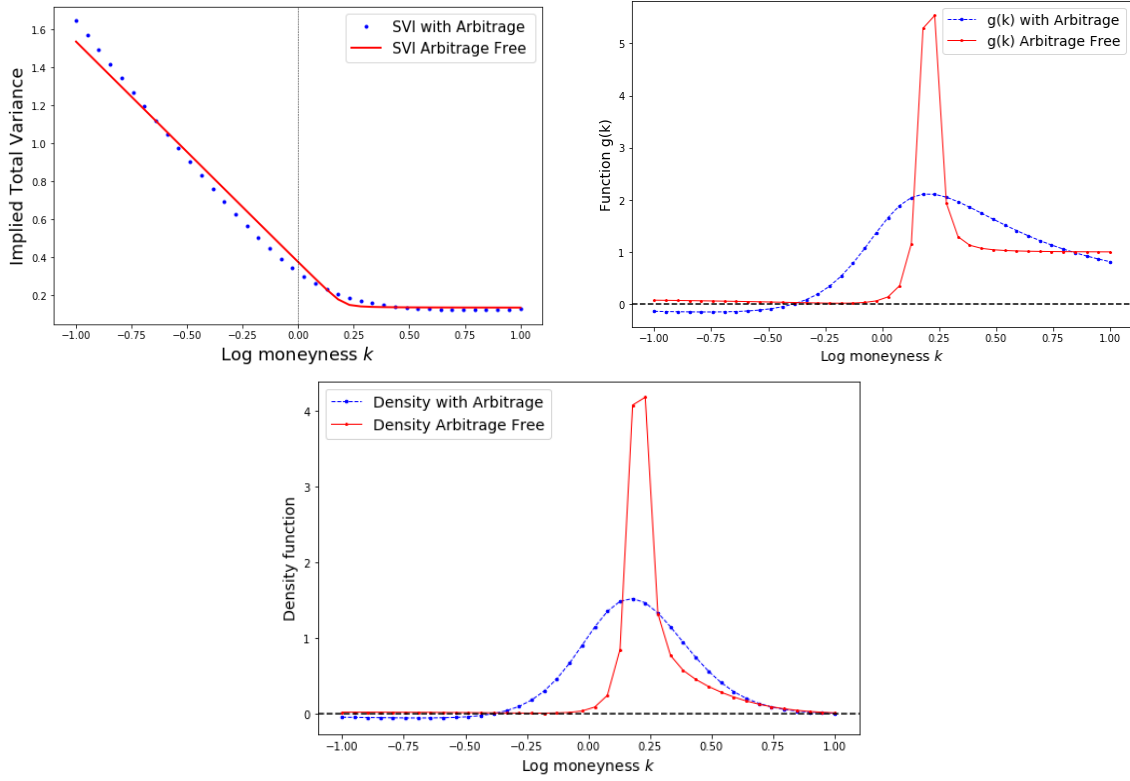 SVI with Arbitrage
SVI Arbitrage Free
Implied Total Variance
1.6
1.4
1.2
1.0
0.8
0.6
0.4
0.2
−1.00 −0.75 −0.50 −0.25 0.00 0.25 0.50 0.75 1.00
Log moneyness k
g(k) with Arbitrage
g(k) Arbitrage Free
Function g(k)
5
4
3
2
1
0
−1.00 −0.75 −0.50 −0.25 0.00 0.25 0.50 0.75 1.00
Log moneyness k
Density with Arbitrage
Density Arbitrage Free
Density function
4
3
2
1
0
−1.00 −0.75 −0.50 −0.25 0.00 0.25 0.50 0.75 1.00
Log moneyness k